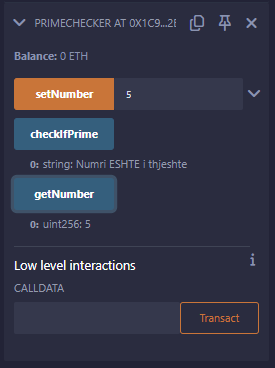 PRIMECHECKER AT 0X1C9...2E
Balance: 0 ETH
setNumber 5
checkIfPrime
0: string: Numri ESHTE i thjeshte
getNumber
0: uint256: 5
Low level interactions
CALLDATA
Transact